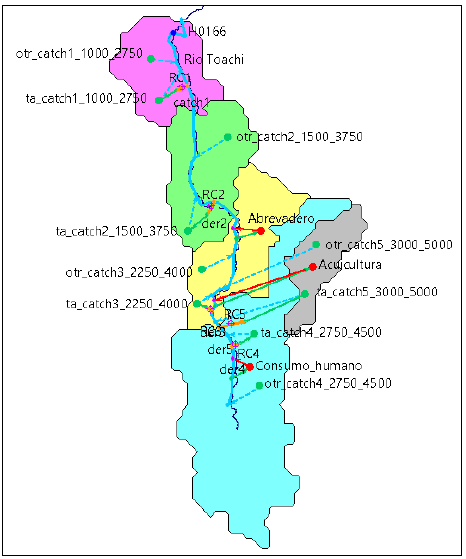 H0166
otr_catch1_1000_2750
Rio Toachi
RC1
ta_catch1_1000_2750
catch1
otr_catch2_1500_3750
RC2
Abrevadero
der2
ta_catch2_1500_3750
otr_catch5_3000_5000
Acuicultura
otr_catch3_2250_4000
ta_catch5_3000_5000
ta_catch3_2250_4000
RC5
ta_catch4_2750_4500
der5
RC4
Consumo_humano
der4
otr_catch4_2750_4500